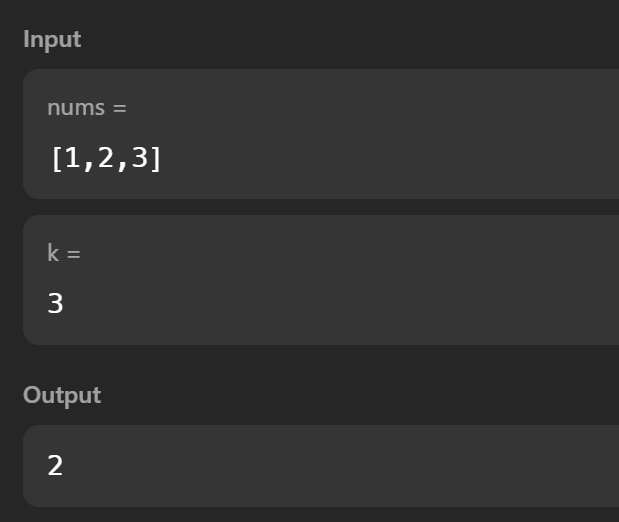 Input
nums =
[1,2,3]
k =
3
Output
2